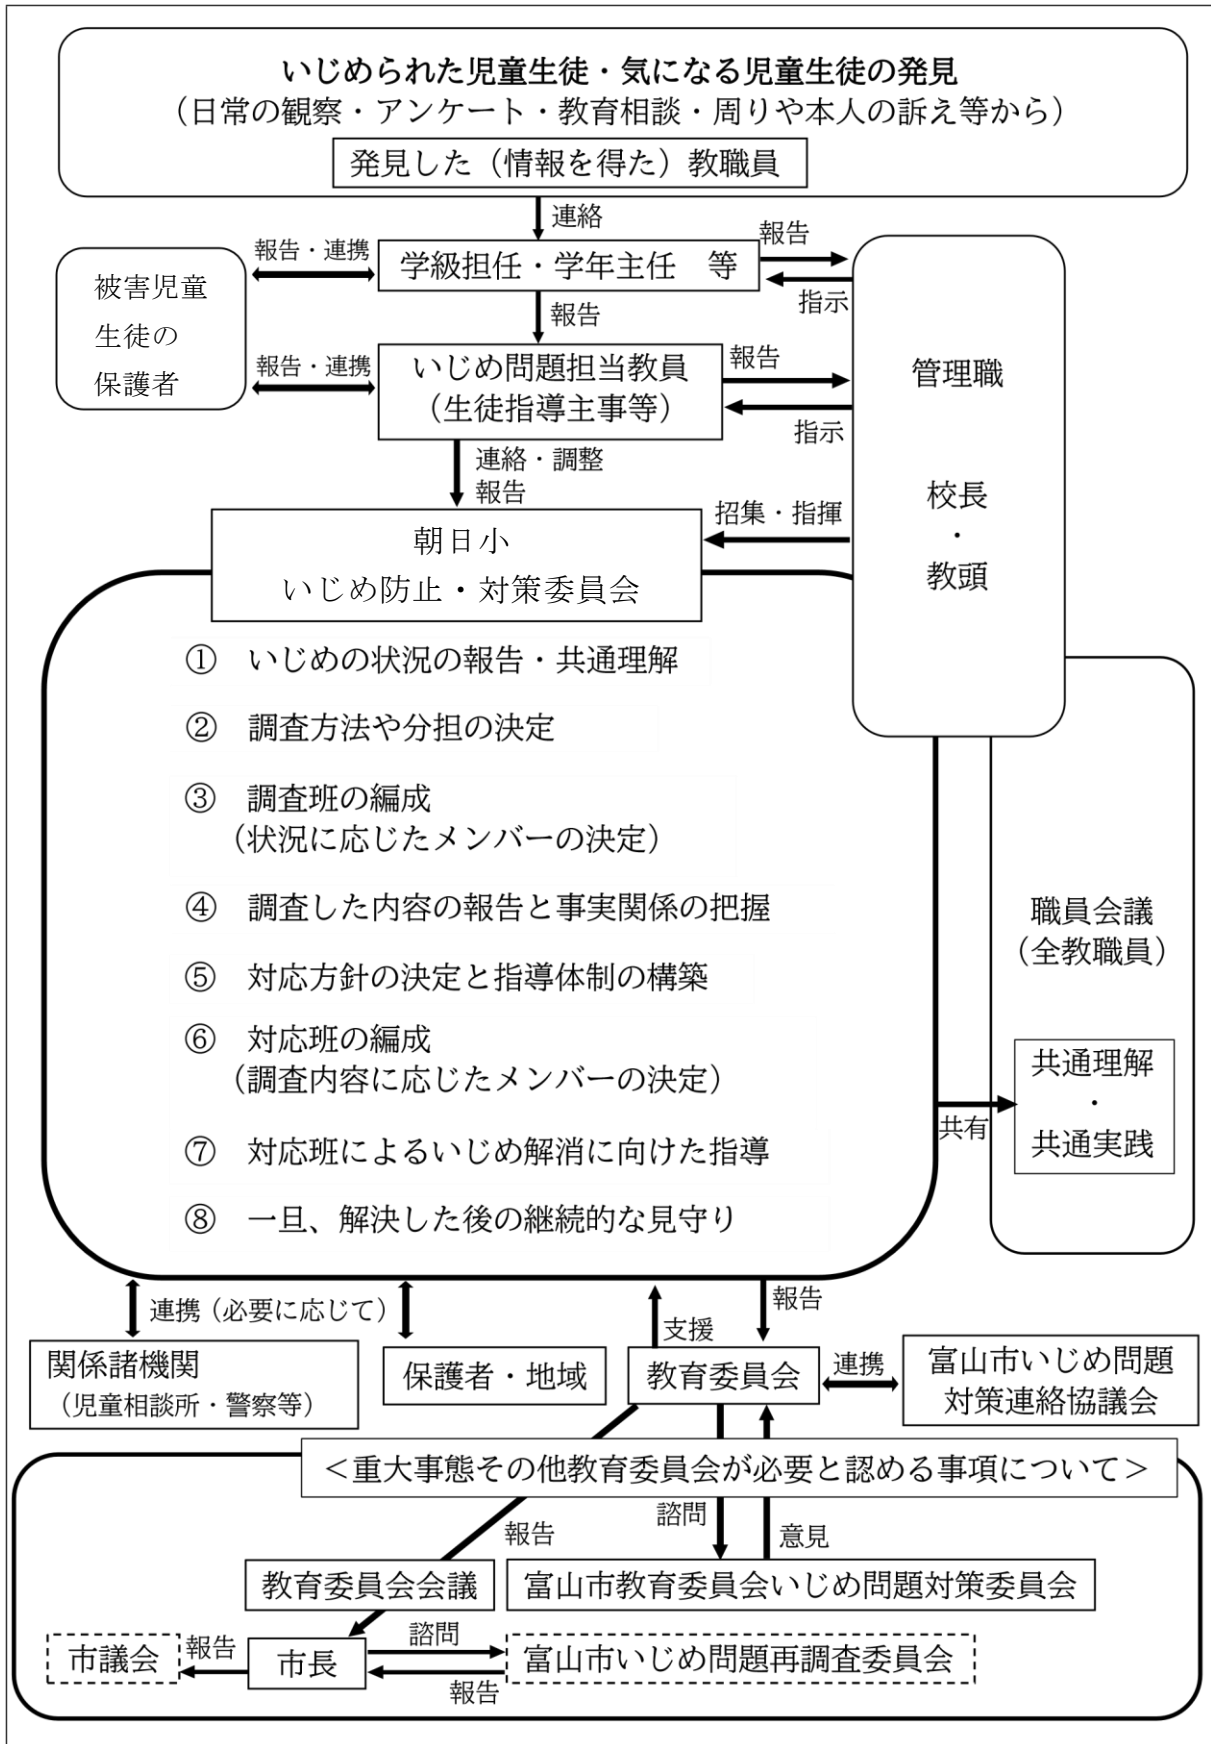 いじめられた児童生徒・気になる児童生徒の発見
（日常の観察・アンケート・教育相談・周りや本人の訴え等から）
発見した（情報を得た）教職員
連絡
報告・連携
学級担任・学年主任　等
報告
指示
被害児童
生徒の
保護者
報告
報告・連携
いじめ問題担当教員
（生徒指導主事等）
報告
指示
管理職
校長
・
教頭
連絡・調整
報告
招集・指揮
朝日小
いじめ防止・対策委員会
①　いじめの状況の報告・共通理解
②　調査方法や分担の決定
③　調査班の編成
（状況に応じたメンバーの決定）
④　調査した内容の報告と事実関係の把握
⑤　対応方針の決定と指導体制の構築
⑥　対応班の編成
（調査内容に応じたメンバーの決定）
⑦　対応班によるいじめ解消に向けた指導
⑧　一旦、解決した後の継続的な見守り
職員会議
（全教職員）
共有
共通理解
・
共通実践
連携（必要に応じて）
支援
報告
関係諸機関
（児童相談所・警察等）
保護者・地域
教育委員会
連携
富山市いじめ問題
対策連絡協議会
＜重大事態その他教育委員会が必要と認める事項について＞
報告
諮問
意見
教育委員会会議
富山市教育委員会いじめ問題対策委員会
市議会
報告
市長
諮問
報告
富山市いじめ問題再調査委員会